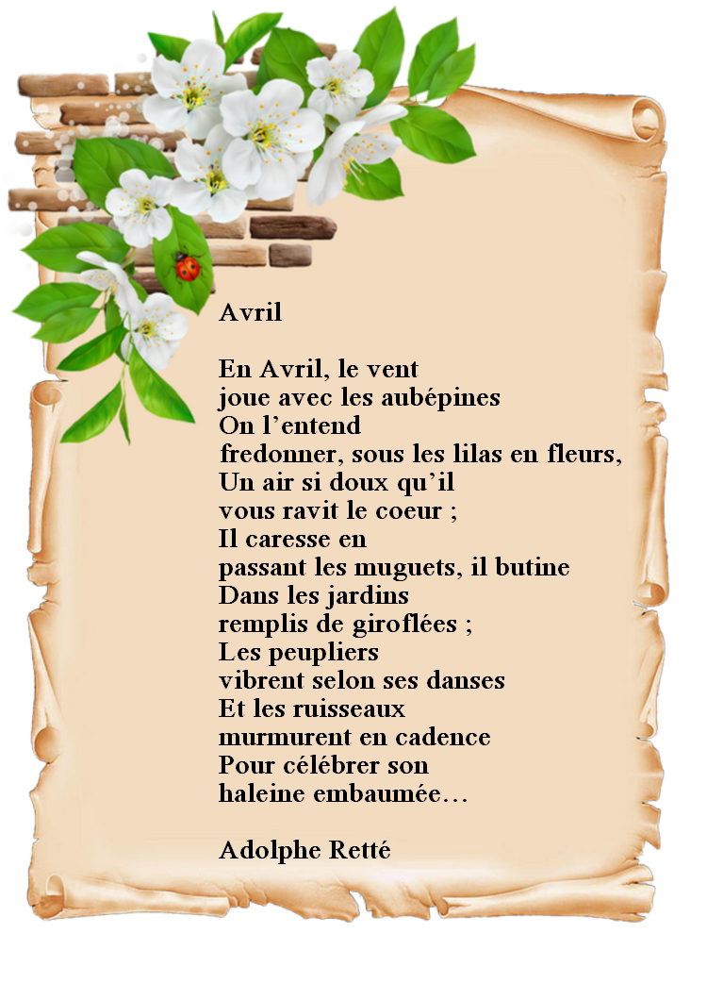 Avril
En Avril, le vent
joue avec les aubépines
On l’entend
fredonner, sous les lilas en fleurs,
Un air si doux qu’il
vous ravit le coeur ;
Il caresse en
passant les muguets, il butine
Dans les jardins
remplis de giroflées ;
Les peupliers
vibrent selon ses danses
Et les ruisseaux
murmurent en cadence
Pour célébrer son
haleine embaumée…
Adolphe Retté